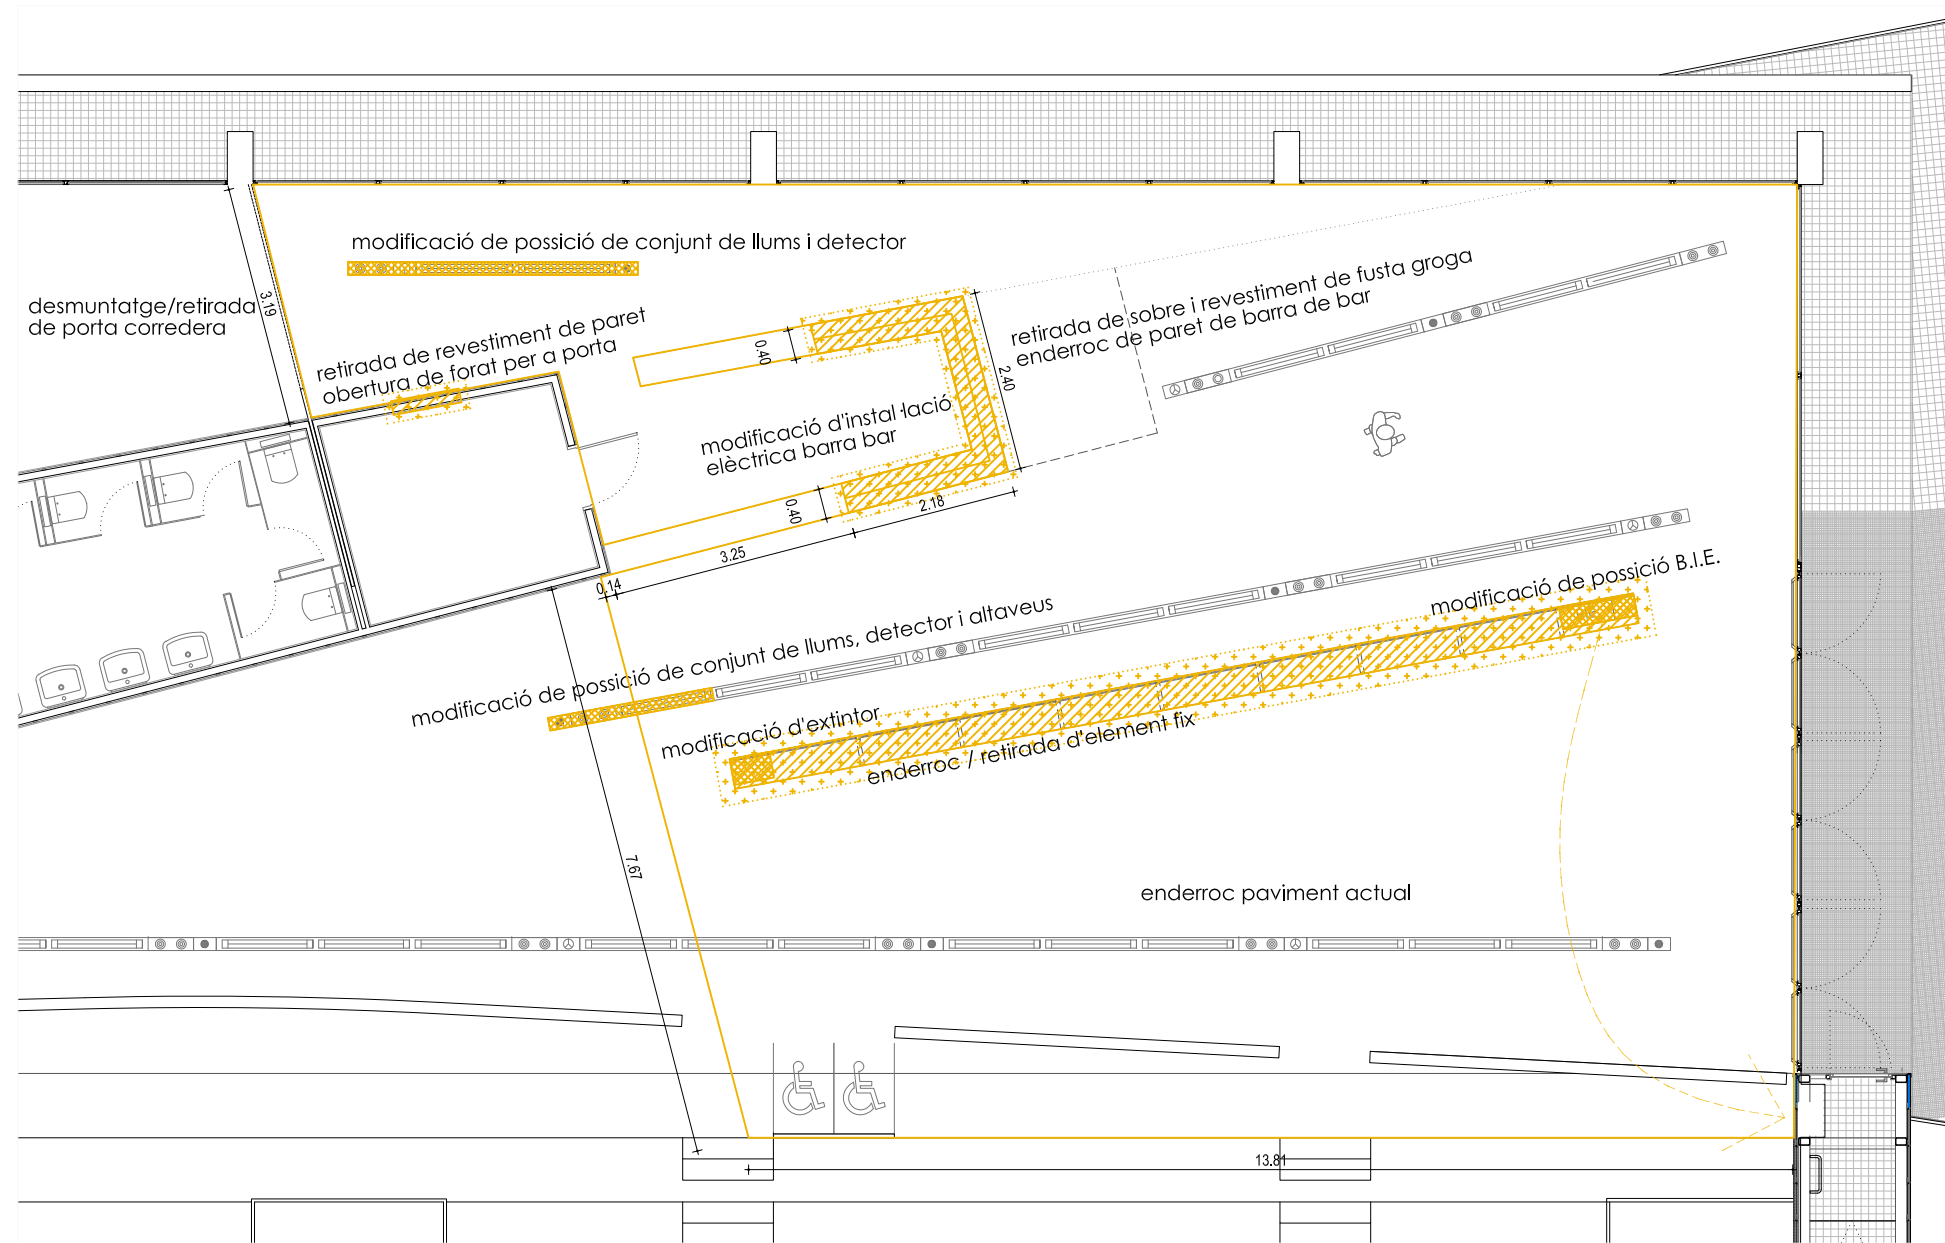 modificació de possició de conjunt de llums i detector
desmuntatge/retirada
de porta corredera
3.19
retirada de revestiment de paret
obertura de forat per a porta
0.40
retirada de sobre i revestiment de fusta groga
enderroc de paret de barra de bar
2.40
modificació d'instal·lació
elèctrica barra bar
0.40
2.18
3.25
0.14
modificació de possició B.I.E.
modificació de possició de conjunt de llums, detector i altaveus
modificació d'extintor
enderroc / retirada d'element fix
7.67
enderroc paviment actual
13.81